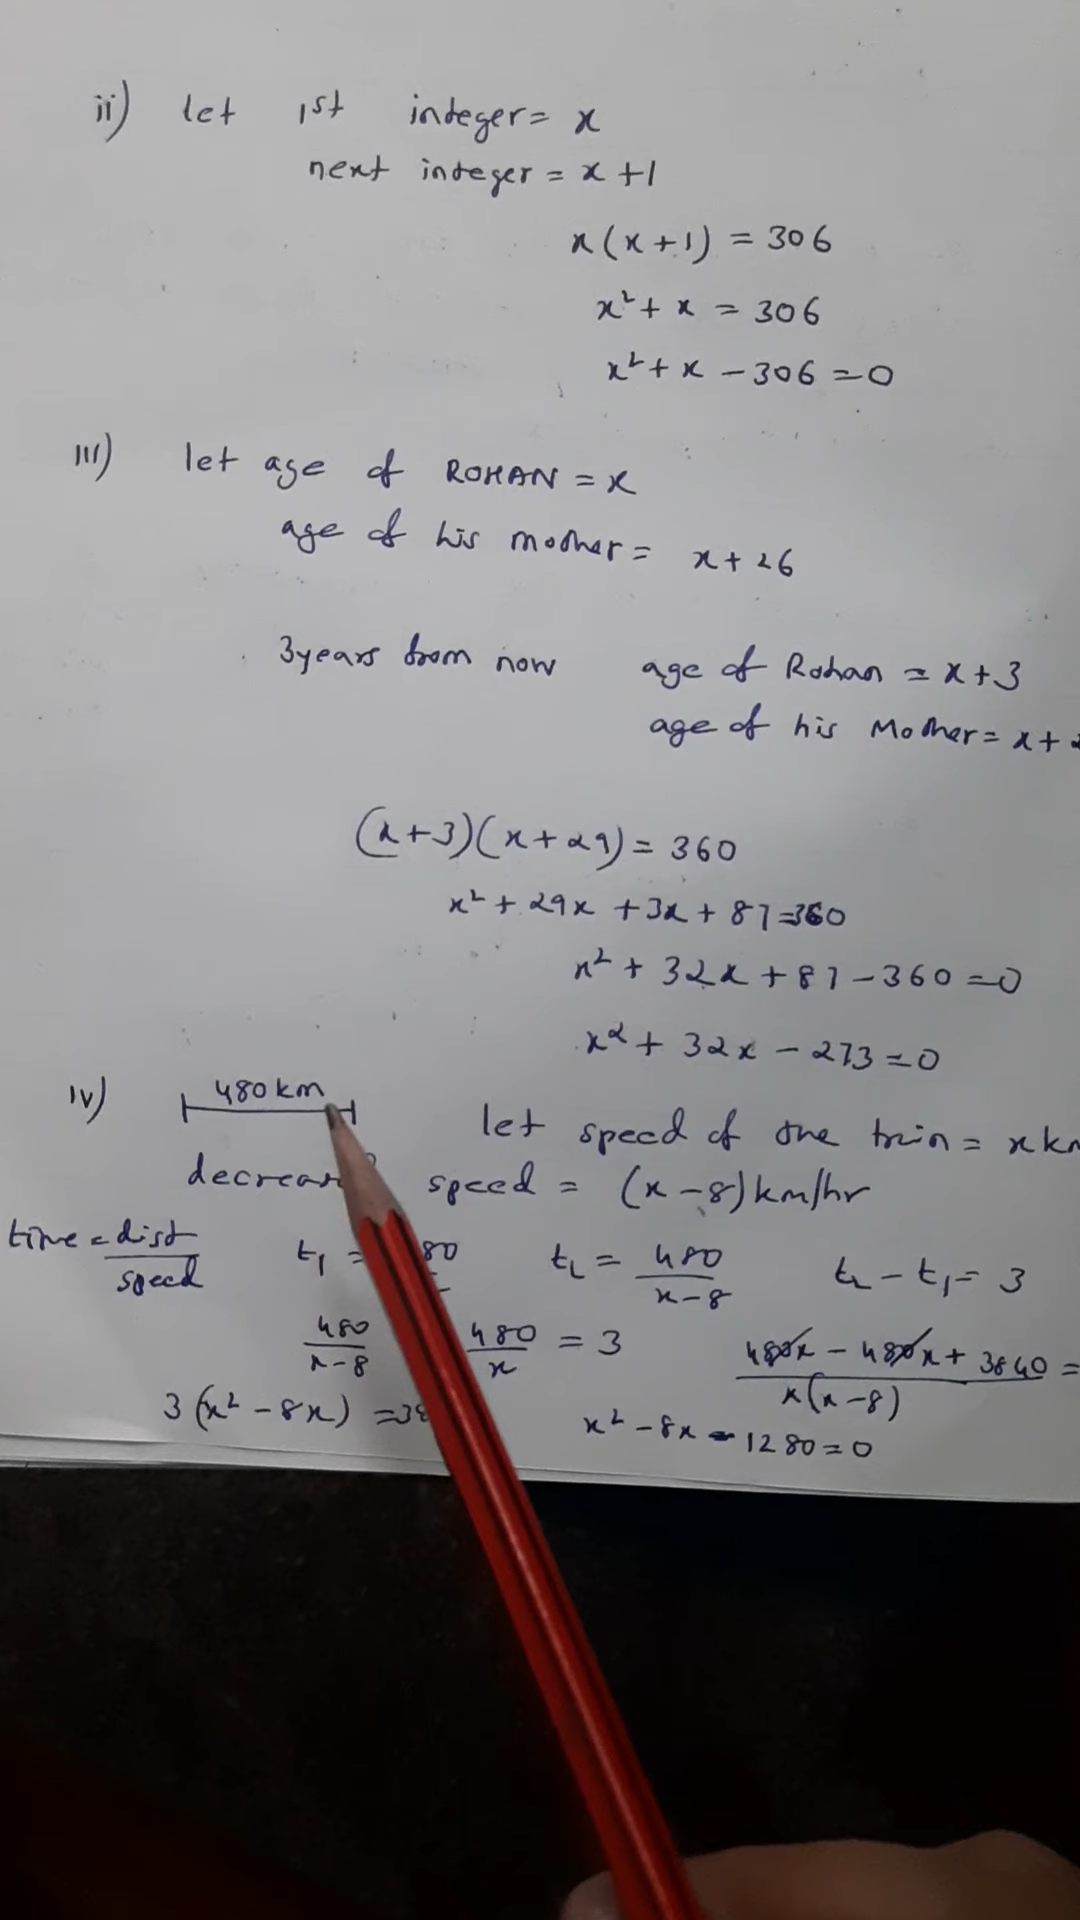 ii) let 1st integer = x
next integer = x +1
x(x+1) = 306
x² + x = 306
x² + x - 306 = 0
III) let age of ROHAN = x
age of his mother = x + 26
3years from now age of Rohan = x+3
age of his Mother = x +
(x+3)(x+29) = 360
x² + 29x + 3x + 87 = 360
x² + 32x + 87 - 360 = 0
x² + 32x - 273 = 0
IV) 480 km let speed of the train = x
decrea speed = (x -8) km/hr
time = dist/speed t₁ = 80 t₂ = 480/x-8 t₂ - t₁ = 3
480/x-8 480/x = 3 480x - 480x + 3840/x(x-8) =
3(x² - 8x) = 38 x² - 8x - 1280 = 0